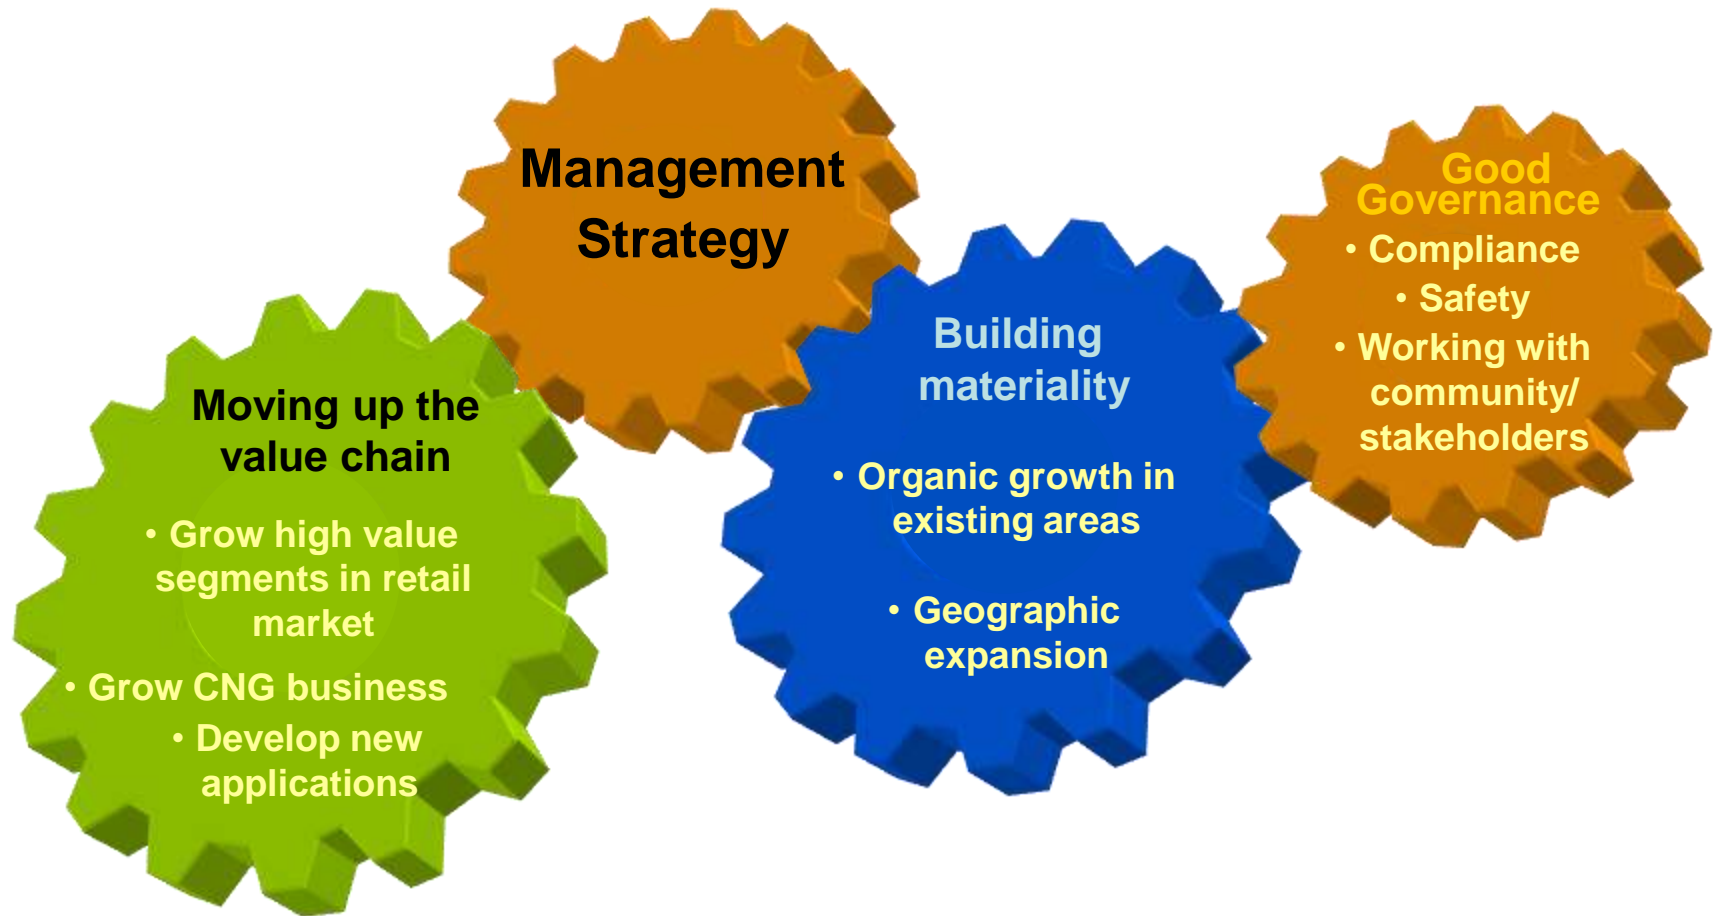 Management
Strategy
Moving up the
value chain
• Grow high value
segments in retail
market
• Grow CNG business
• Develop new
applications
Building
materiality
• Organic growth in
existing areas
• Geographic
expansion
Good
Governance
• Compliance
• Safety
• Working with
community/
stakeholders